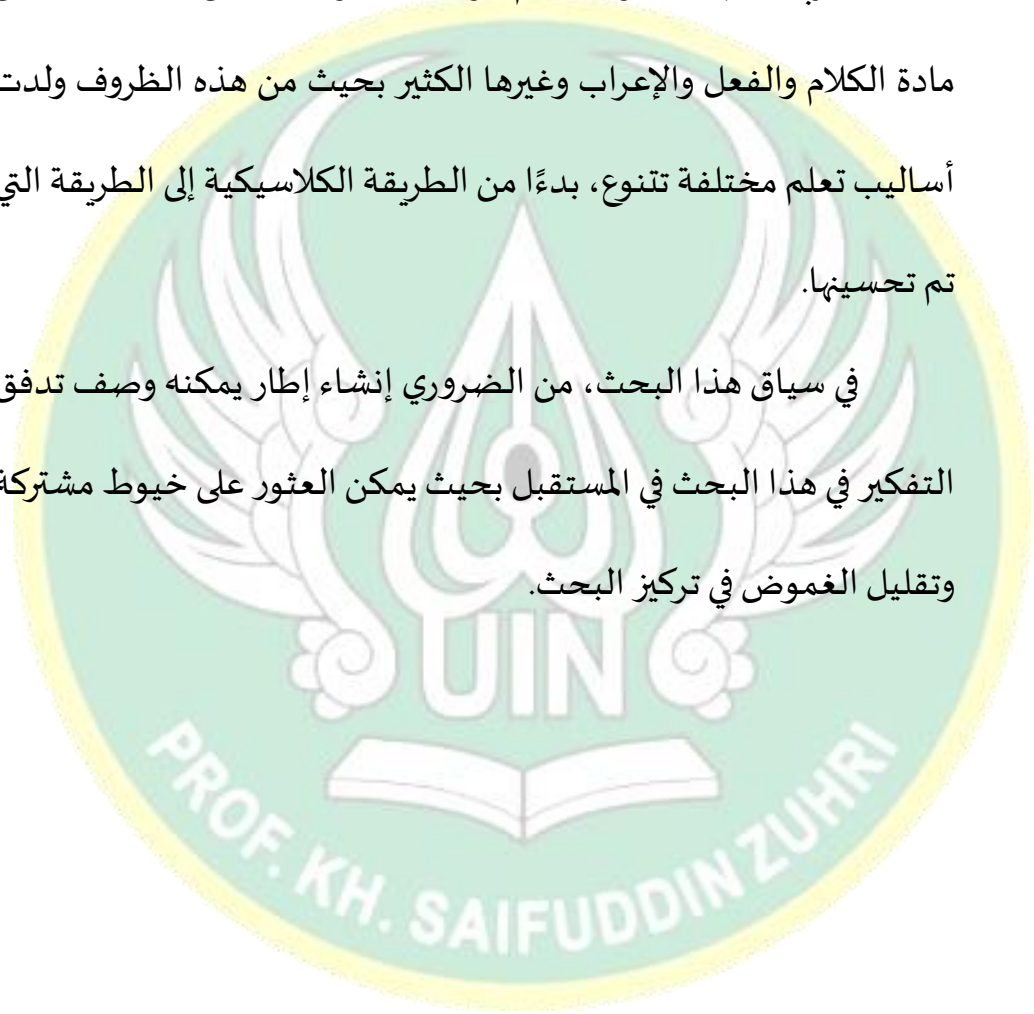 مادة الكلام والفعل والإعراب وغيرها الكثير بحيث من هذه الظروف ولدت
أساليب تعلم مختلفة تتنوع، بدءًا من الطريقة الكلاسيكية إلى الطريقة التي
تم تحسينها.
في سياق هذا البحث، من الضروري إنشاء إطار يمكنه وصف تدفق
التفكير في هذا البحث في المستقبل بحيث يمكن العثور على خيوط مشتركة
وتقليل الغموض في تركيز البحث.
UIN
PROF. KH. SAIFUDDIN ZUHRI